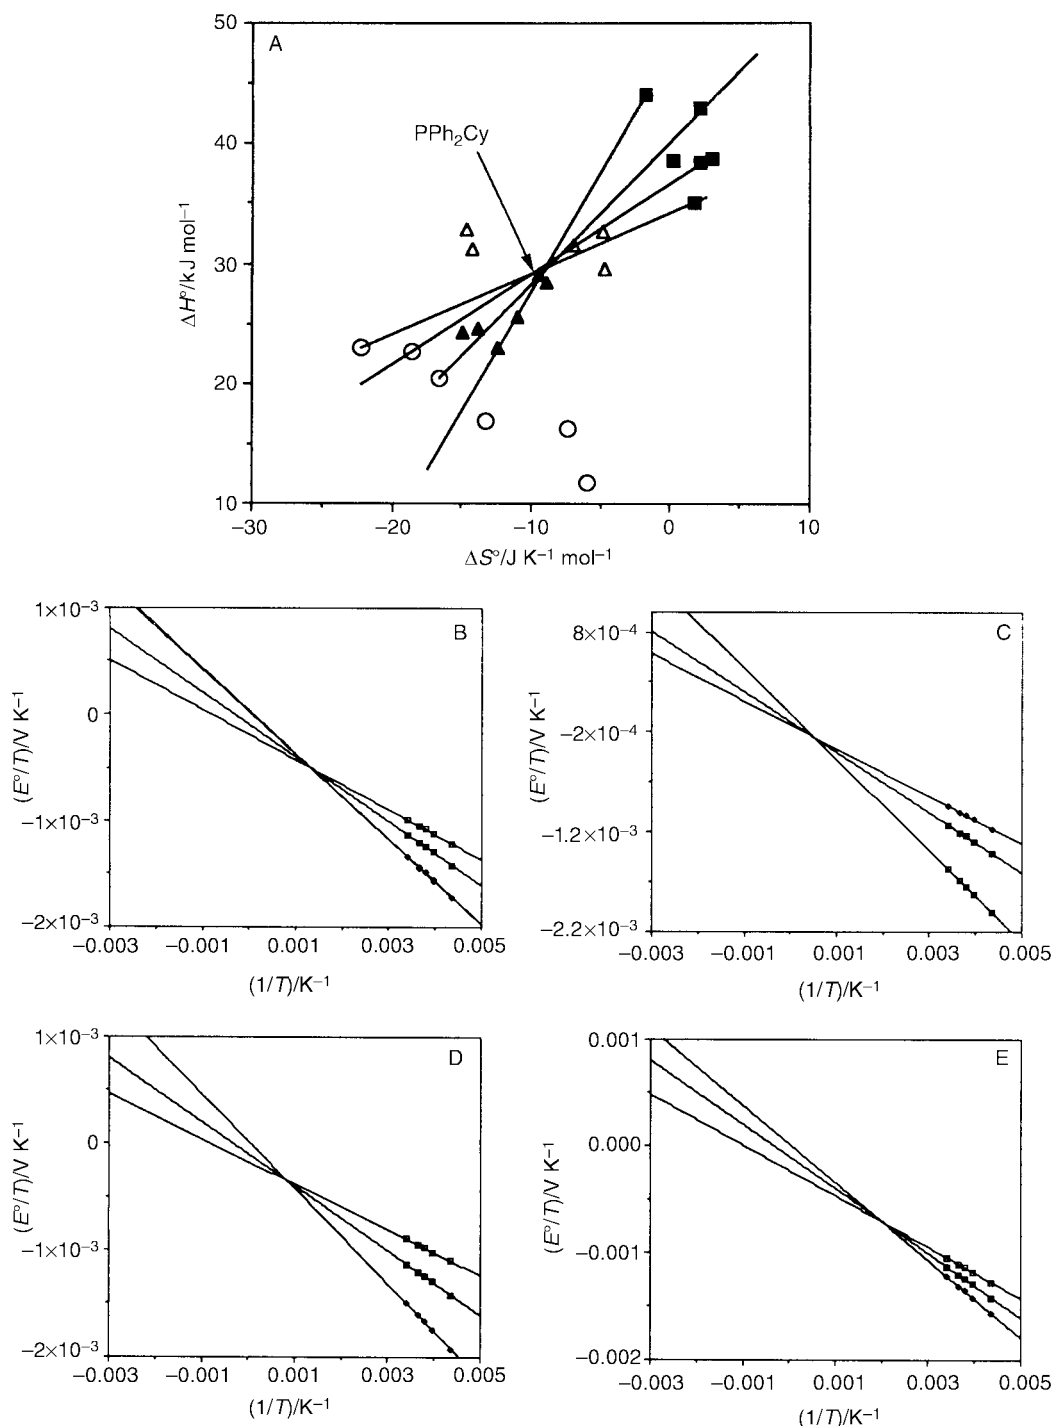 A
50
40
30
20
10
ΔH°/kJ mol⁻¹
PPh₂Cy
−30
−20
−10
0
10
ΔS°/J K⁻¹ mol⁻¹
B
1×10⁻³
0
−1×10⁻³
−2×10⁻³
(E°/T)/V K⁻¹
−0.003
−0.001
0.001
0.003
0.005
(1/T)/K⁻¹
C
8×10⁻⁴
−2×10⁻⁴
−1.2×10⁻³
−2.2×10⁻³
(E°/T)/V K⁻¹
−0.003
−0.001
0.001
0.003
0.005
(1/T)/K⁻¹
D
1×10⁻³
0
−1×10⁻³
−2×10⁻³
(E°/T)/V K⁻¹
−0.003
−0.001
0.001
0.003
0.005
(1/T)/K⁻¹
E
0.001
0.000
−0.001
−0.002
(E°/T)/V K⁻¹
−0.003
−0.001
0.001
0.003
0.005
(1/T)/K⁻¹